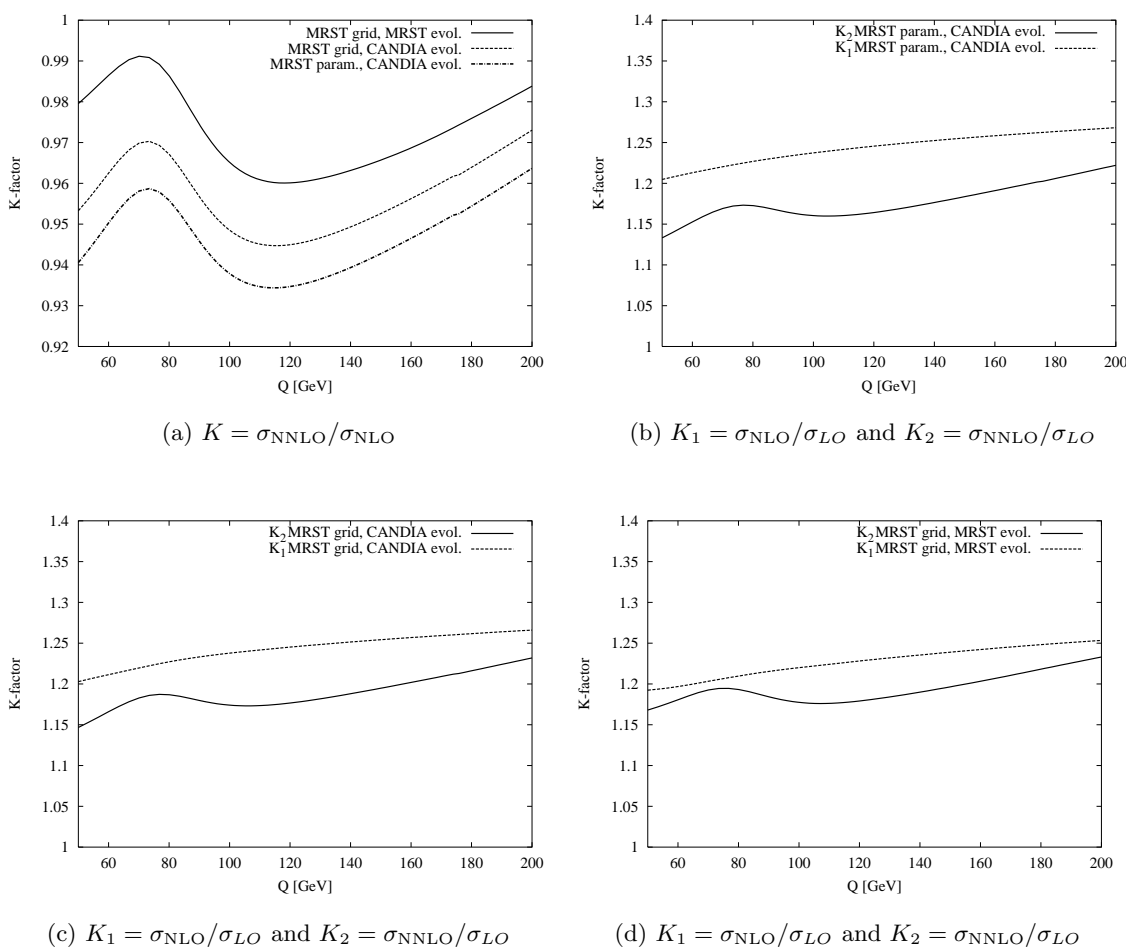 1
0.99
0.98
0.97
0.96
0.95
0.94
0.93
0.92
K-factor
60 80 100 120 140 160 180 200
Q [GeV]
MRST grid, MRST evol.
MRST grid, CANDIA evol.
MRST param., CANDIA evol.
(a) K = σNNLO/σNLO
1.4
1.35
1.3
1.25
1.2
1.15
1.1
1.05
1
K-factor
60 80 100 120 140 160 180 200
Q [GeV]
K2MRST param., CANDIA evol.
K1MRST param., CANDIA evol.
(b) K1 = σNLO/σLO and K2 = σNNLO/σLO
1.4
1.35
1.3
1.25
1.2
1.15
1.1
1.05
1
K-factor
60 80 100 120 140 160 180 200
Q [GeV]
K2MRST grid, CANDIA evol.
K1MRST grid, CANDIA evol.
(c) K1 = σNLO/σLO and K2 = σNNLO/σLO
1.4
1.35
1.3
1.25
1.2
1.15
1.1
1.05
1
K-factor
60 80 100 120 140 160 180 200
Q [GeV]
K2MRST grid, MRST evol.
K1MRST grid, MRST evol.
(d) K1 = σNLO/σLO and K2 = σNNLO/σLO